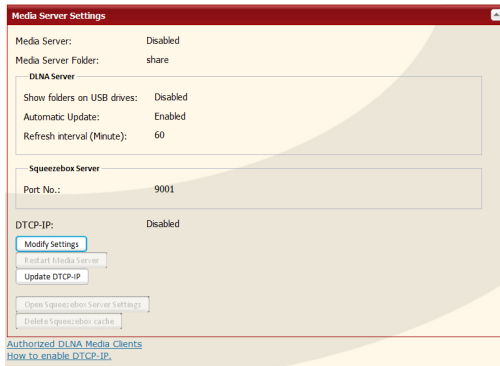 Media Server Settings
Media Server: Disabled
Media Server Folder: share
DLNA Server
Show folders on USB drives: Disabled
Automatic Update: Enabled
Refresh interval (Minute): 60
Squeezebox Server
Port No.: 9001
DTCP-IP: Disabled
Modify Settings
Restart Media Server
Update DTCP-IP
Open Squeezebox Server Settings
Delete Squeezebox cache
Authorized DLNA Media Clients
How to enable DTCP-IP.